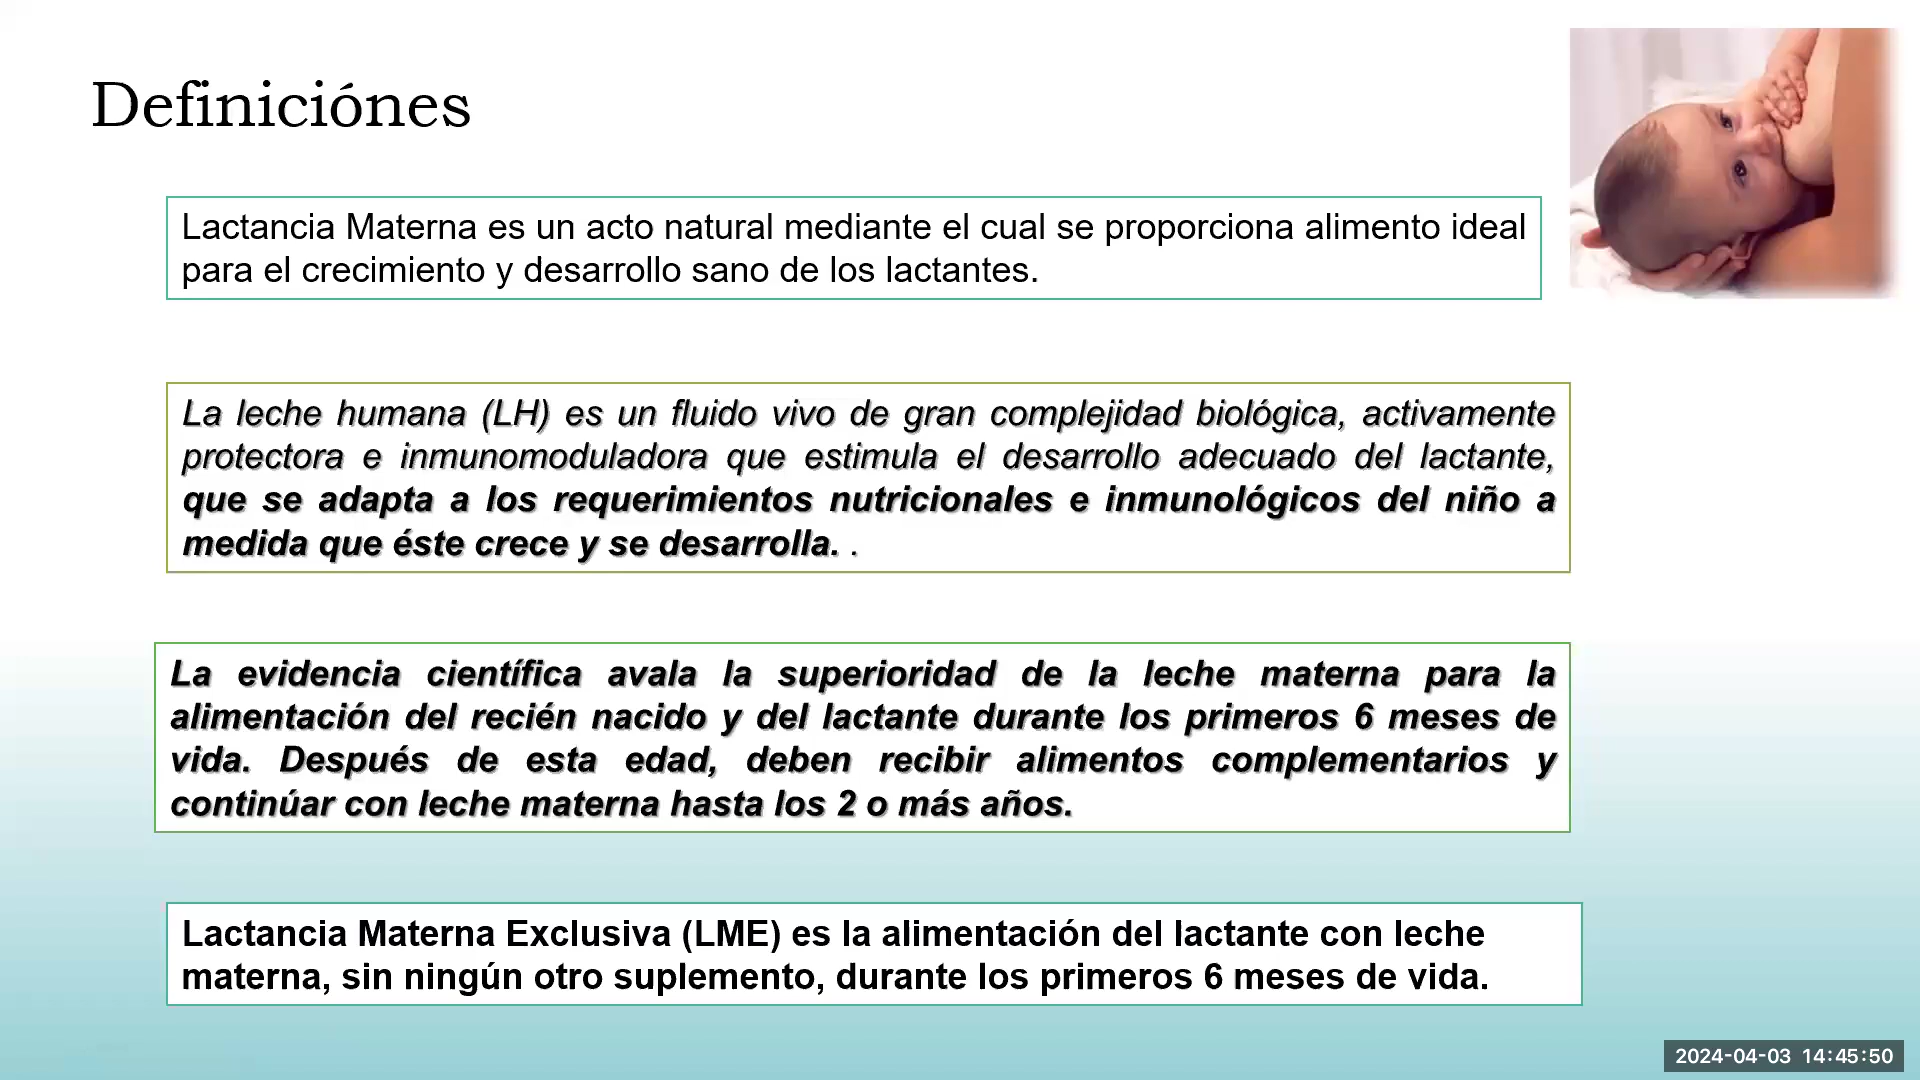 Definiciónes
Lactancia Materna es un acto natural mediante el cual se proporciona alimento ideal
para el crecimiento y desarrollo sano de los lactantes.
La leche humana (LH) es un fluido vivo de gran complejidad biológica, activamente
protectora e inmunomoduladora que estimula el desarrollo adecuado del lactante,
que se adapta a los requerimientos nutricionales e inmunológicos del niño a
medida que éste crece y se desarrolla. .
La evidencia científica avala la superioridad de la leche materna para la
alimentación del recién nacido y del lactante durante los primeros 6 meses de
vida. Después de esta edad, deben recibir alimentos complementarios y
continúar con leche materna hasta los 2 o más años.
Lactancia Materna Exclusiva (LME) es la alimentación del lactante con leche
materna, sin ningún otro suplemento, durante los primeros 6 meses de vida.
2024-04-03 14:45:50